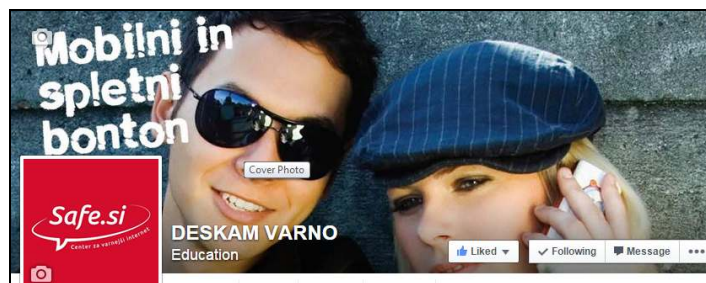 Mobilni in
spletni
bonton
Cover Photo
Safe.si
Center za varnejši internet
DESKAM VARNO
Education
Liked
Following
Message